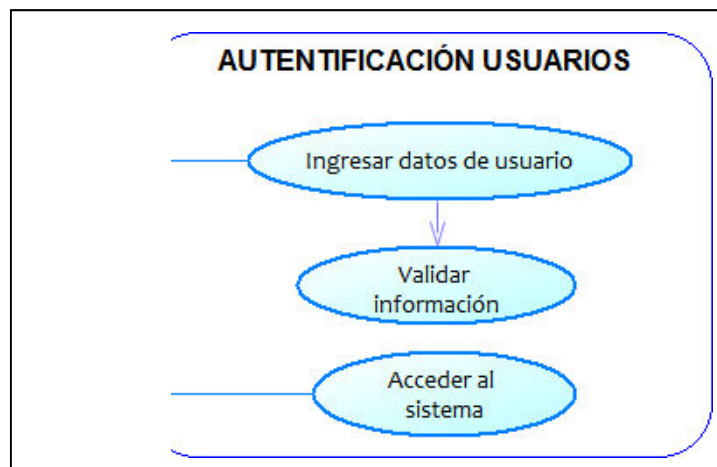 AUTENTIFICACIÓN USUARIOS
Ingresar datos de usuario
Validar
información
Acceder al
sistema